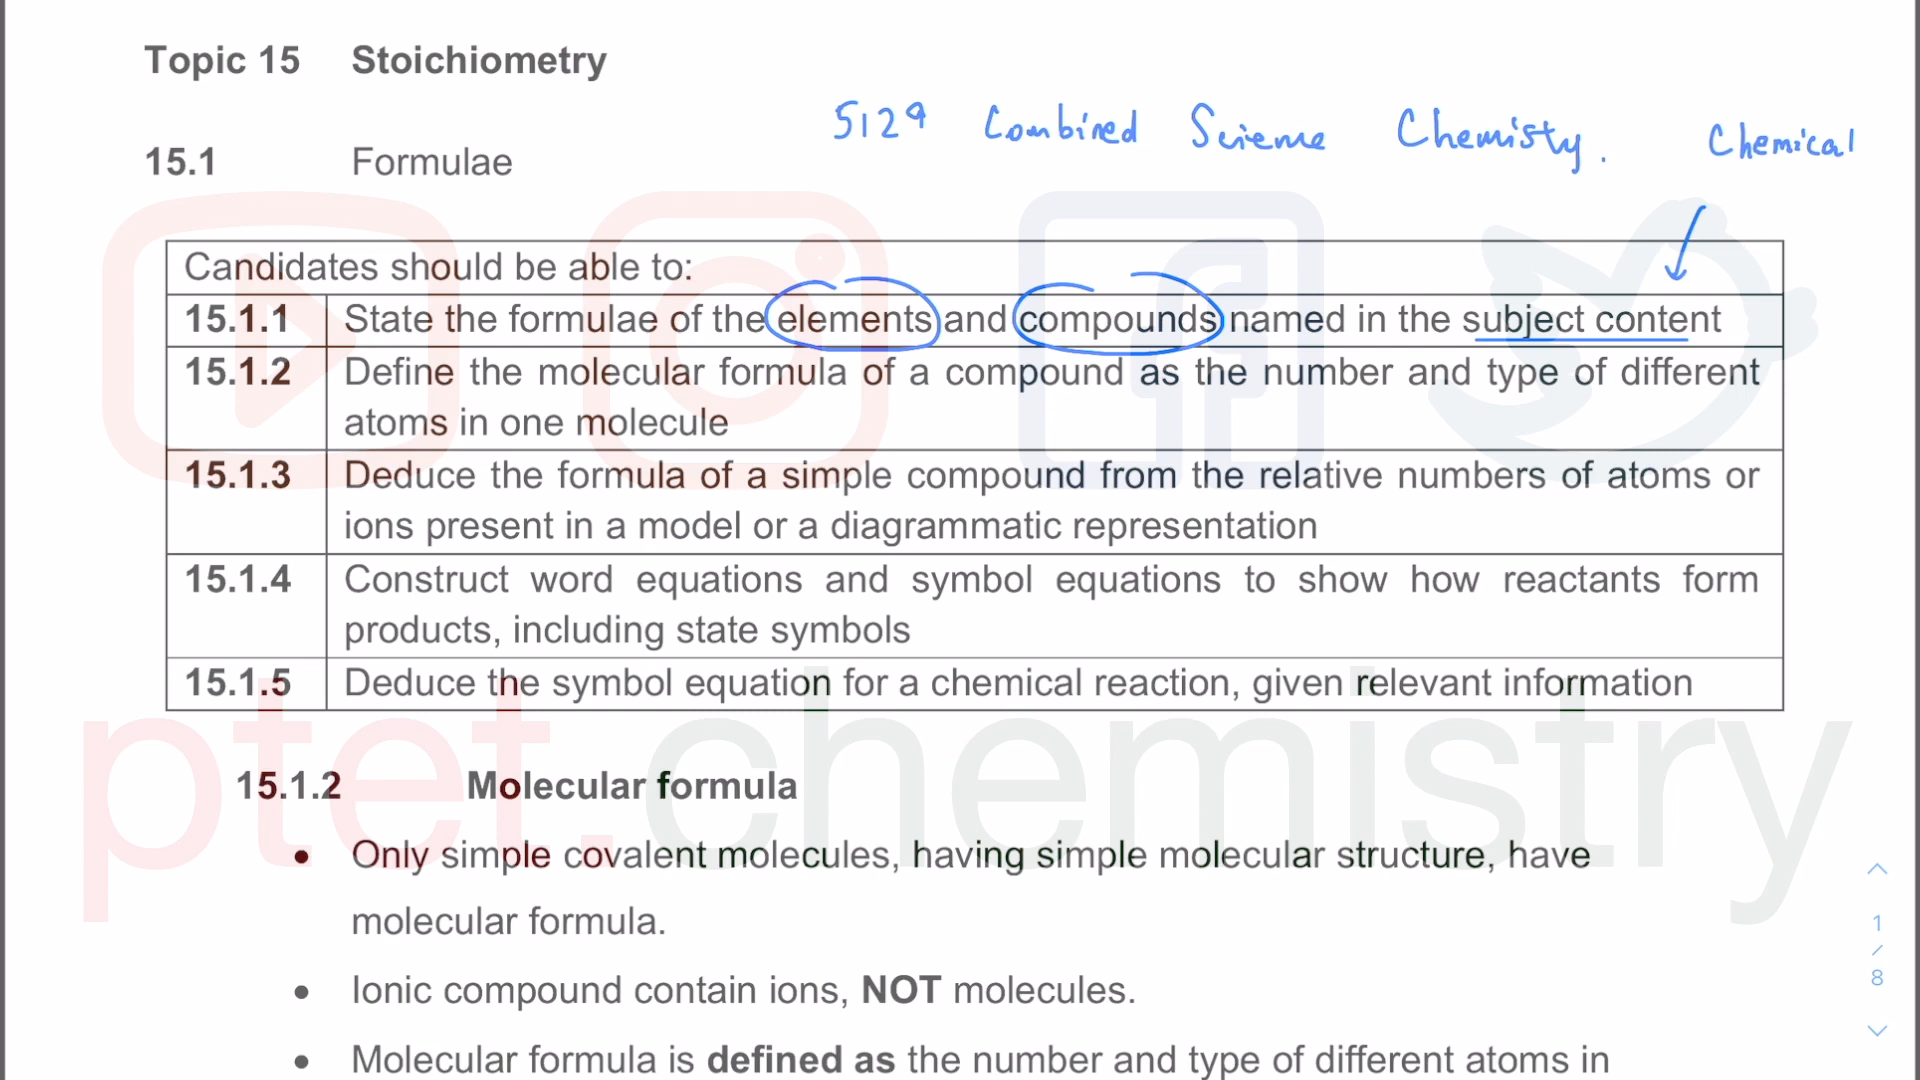 Topic 15 Stoichiometry
5129 Combined Science Chemisty. Chemical
15.1 Formulae
Candidates should be able to:
15.1.1 State the formulae of the elements and compounds named in the subject content
15.1.2 Define the molecular formula of a compound as the number and type of different
atoms in one molecule
15.1.3 Deduce the formula of a simple compound from the relative numbers of atoms or
ions present in a model or a diagrammatic representation
15.1.4 Construct word equations and symbol equations to show how reactants form
products, including state symbols
15.1.5 Deduce the symbol equation for a chemical reaction, given relevant information
ptet.chemistry
15.1.2 Molecular formula
• Only simple covalent molecules, having simple molecular structure, have
molecular formula.
• Ionic compound contain ions, NOT molecules.
• Molecular formula is defined as the number and type of different atoms in
1
/
8